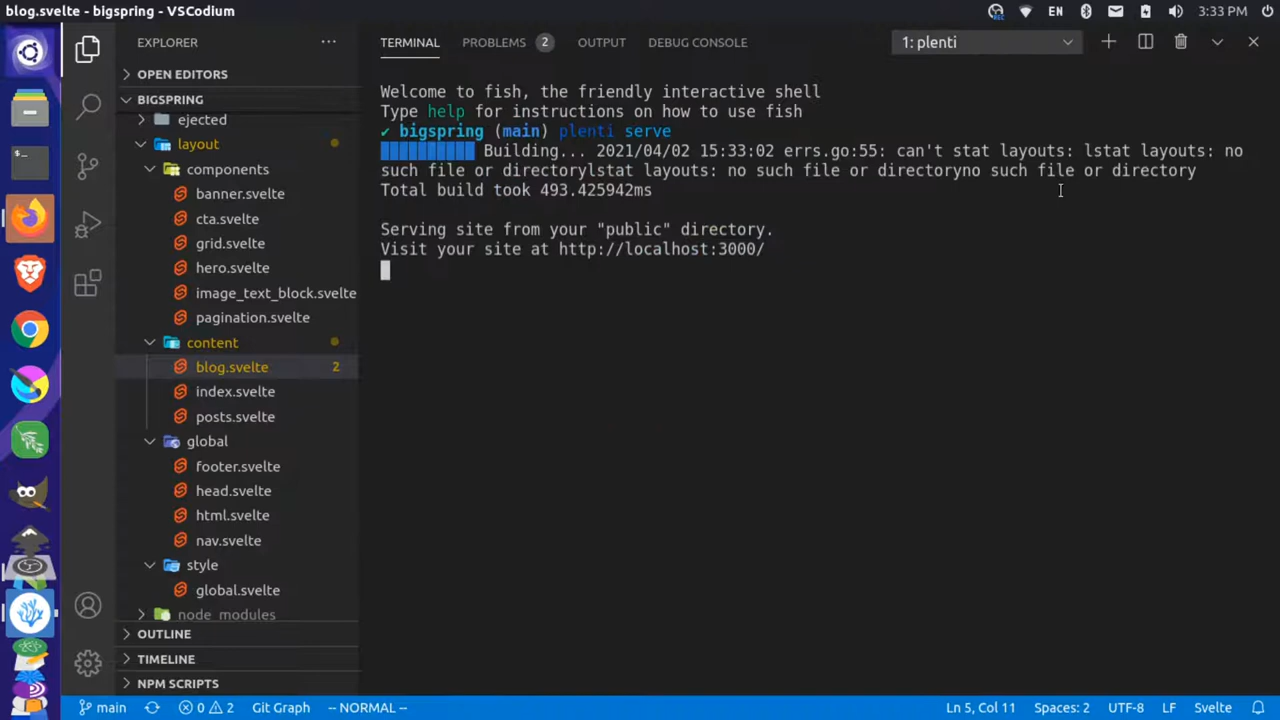 blog.svelte - bigspring - VSCodium
EN
3:33 PM
EXPLORER
OPEN EDITORS
BIGSPRING
ejected
layout
components
banner.svelte
cta.svelte
grid.svelte
hero.svelte
image_text_block.svelte
pagination.svelte
content
blog.svelte 2
index.svelte
posts.svelte
global
footer.svelte
head.svelte
html.svelte
nav.svelte
style
global.svelte
node_modules
OUTLINE
TIMELINE
NPM SCRIPTS
TERMINAL PROBLEMS 2 OUTPUT DEBUG CONSOLE 1: plenti
Welcome to fish, the friendly interactive shell
Type help for instructions on how to use fish
✔ bigspring (main) plenti serve
Building... 2021/04/02 15:33:02 errs.go:55: can't stat layouts: lstat layouts: no
such file or directorylstat layouts: no such file or directoryno such file or directory
Total build took 493.425942ms
Serving site from your "public" directory.
Visit your site at http://localhost:3000/
main 0 2 Git Graph -- NORMAL -- Ln 5, Col 11 Spaces: 2 UTF-8 LF Svelte